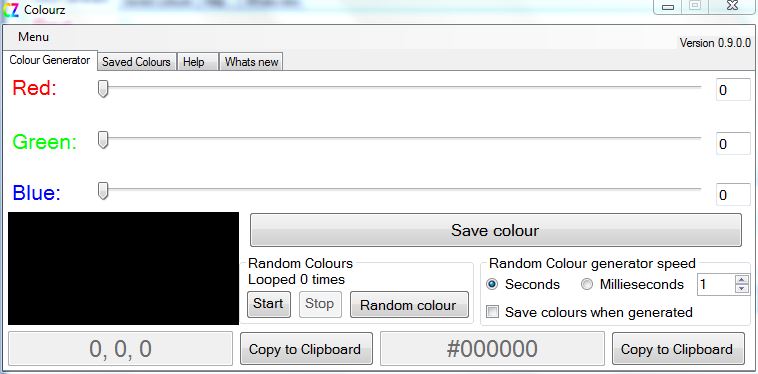 CZ Colourz
Menu
Version 0.9.0.0
Colour Generator Saved Colours Help Whats new
Red: 0
Green: 0
Blue: 0
Save colour
Random Colours
Looped 0 times
Start Stop Random colour
Random Colour generator speed
Seconds Millieseconds 1
Save colours when generated
0, 0, 0 Copy to Clipboard #000000 Copy to Clipboard